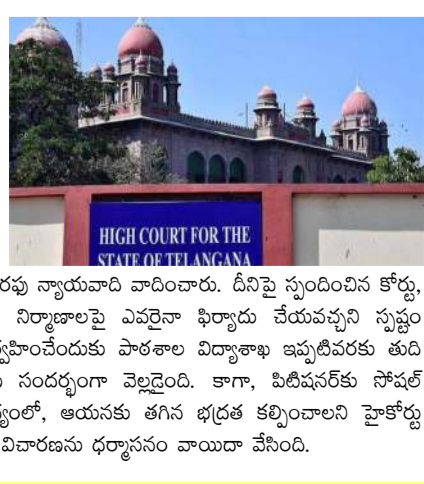 HIGH COURT FOR THE
STATE OF TELANGANA
రఫు న్యాయవాది వాదించారు. దీనిపై స్పందించిన కోర్టు,
నిర్మాణాలపై ఎవరైనా ఫిర్యాదు చేయవచ్చని స్పష్టం
ర్వహించేందుకు పాఠశాల విద్యాశాఖ ఇప్పటివరకు తుది
సందర్భంగా వెల్లడైంది. కాగా, పిటిషనర్‌కు సోషల్
్యంలో, ఆయనకు తగిన భద్రత కల్పించాలని హైకోర్టు
విచారణను ధర్మాసనం వాయిదా వేసింది.